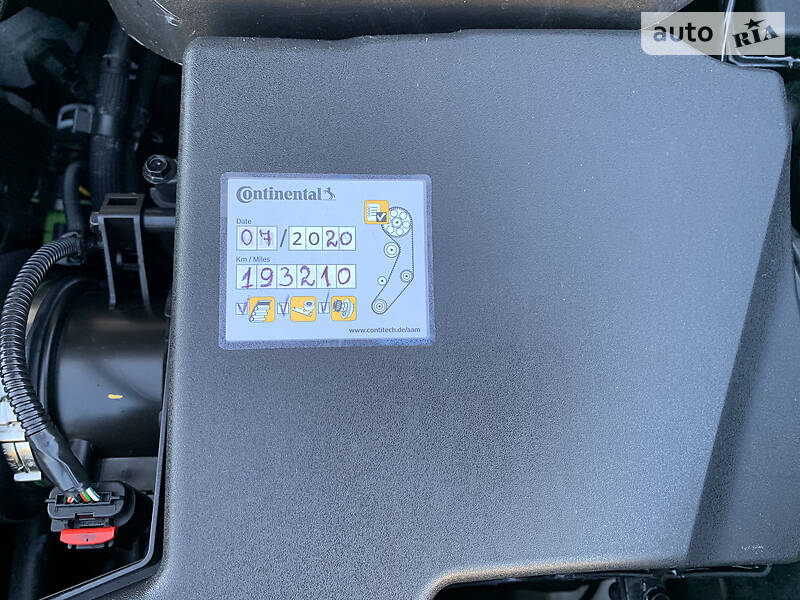 auto RIA
Continental
Date
07/2020
Km / Miles
193210
V V V
www.contitech.de/aam